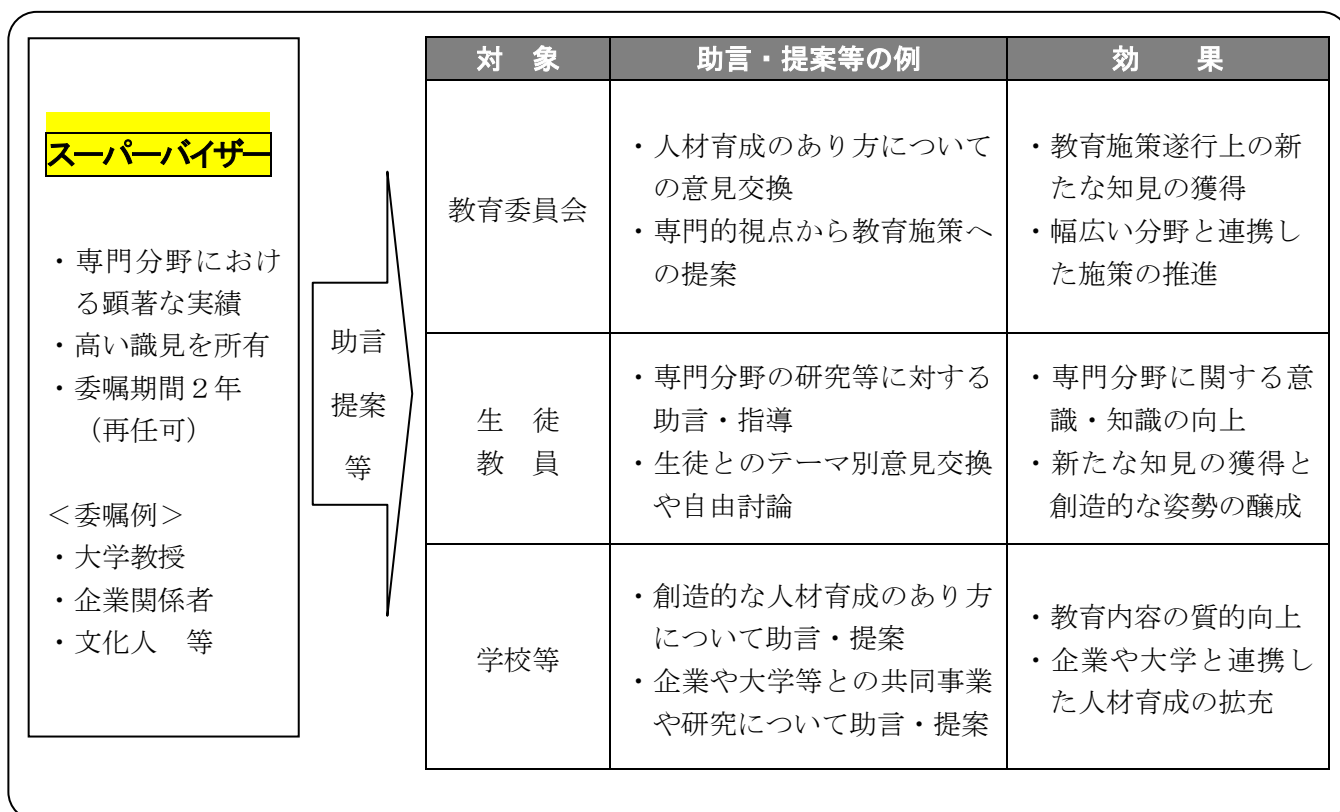 スーパーバイザー
・専門分野におけ
る顕著な実績
・高い識見を所有
・委嘱期間２年
（再任可）
＜委嘱例＞
・大学教授
・企業関係者
・文化人　等
助言
提案
等
対　象
助言・提案等の例
効　　果
教育委員会
・人材育成のあり方について
の意見交換
・専門的視点から教育施策へ
の提案
・教育施策遂行上の新
たな知見の獲得
・幅広い分野と連携し
た施策の推進
生　徒
教　員
・専門分野の研究等に対する
助言・指導
・生徒とのテーマ別意見交換
や自由討論
・専門分野に関する意
識・知識の向上
・新たな知見の獲得と
創造的な姿勢の醸成
学校等
・創造的な人材育成のあり方
について助言・提案
・企業や大学等との共同事業
や研究について助言・提案
・教育内容の質的向上
・企業や大学と連携し
た人材育成の拡充